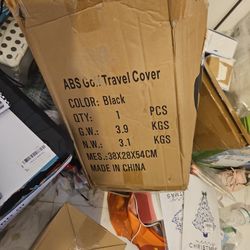 ABS Golf Travel Cover
COLOR: Black
QTY: 1 PCS
G.W.: 3.9 KGS
N.W.: 3.1 KGS
MES.: 38X28X54CM
MADE IN CHINA